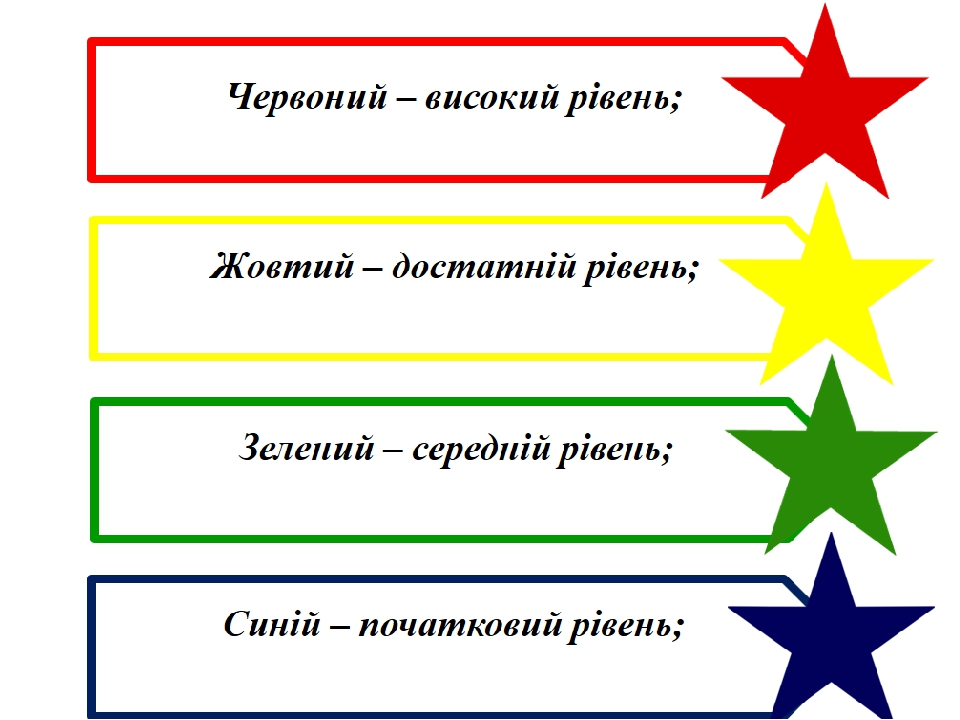 Червоний – високий рівень;
Жовтий – достатній рівень;
Зелений – середній рівень;
Синій – початковий рівень;